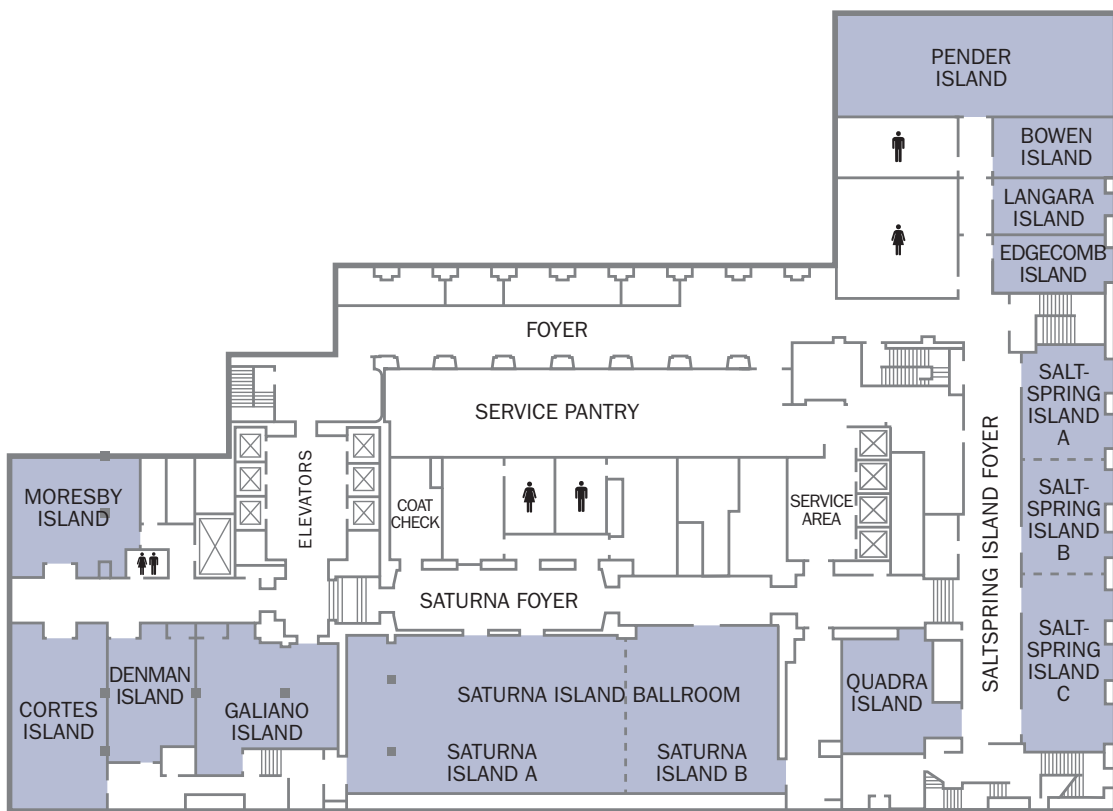 PENDER
ISLAND
BOWEN
ISLAND
LANGARA
ISLAND
EDGECOMB
ISLAND
FOYER
SALT-
SPRING
ISLAND
A
SERVICE PANTRY
SALTSPRING ISLAND FOYER
ELEVATORS
MORESBY
ISLAND
COAT
CHECK
SERVICE
AREA
SALT-
SPRING
ISLAND
B
SATURNA FOYER
SALT-
SPRING
ISLAND
C
DENMAN
ISLAND
CORTES
ISLAND
GALIANO
ISLAND
SATURNA ISLAND BALLROOM
QUADRA
ISLAND
SATURNA
ISLAND A
SATURNA
ISLAND B